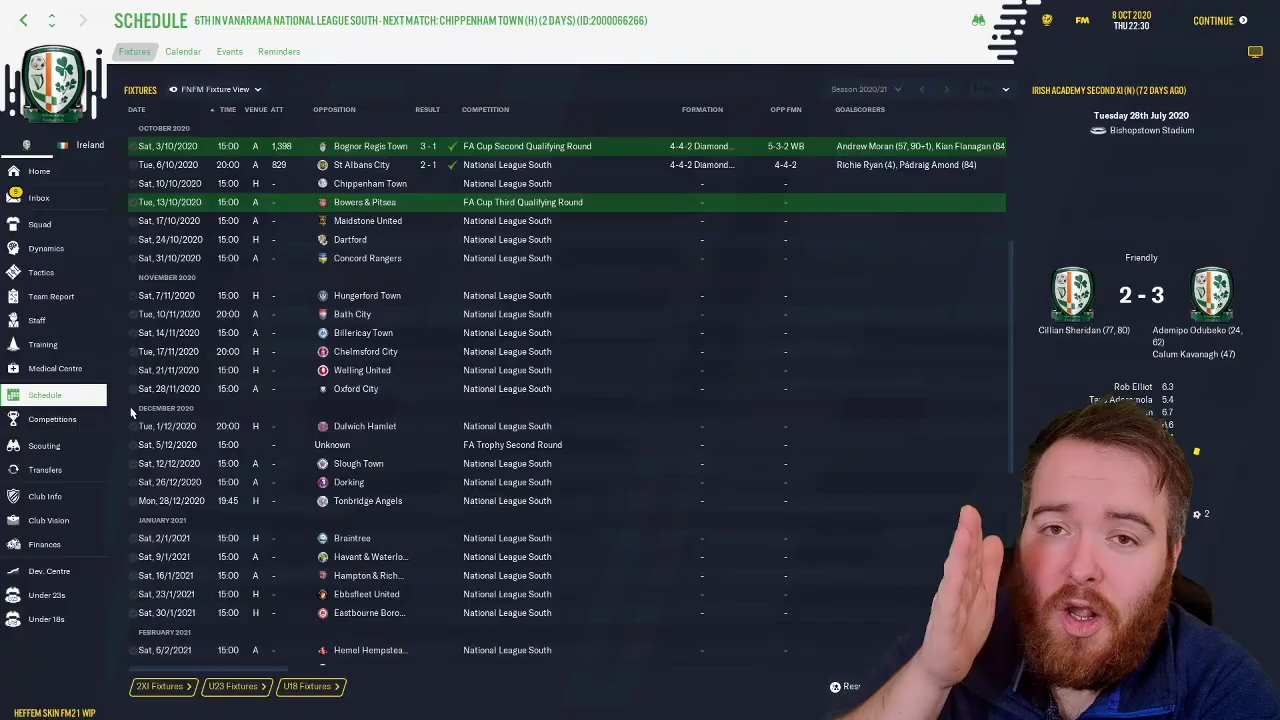 SCHEDULE 6TH IN VANARAMA NATIONAL LEAGUE SOUTH - NEXT MATCH: CHIPPENHAM TOWN (H) (2 DAYS) (ID:2000066266)
FM 8 OCT 2020 THU 22:30 CONTINUE
Fixtures Calendar Events Reminders
FIXTURES FNFM Fixture View Season 2020/21
DATE TIME VENUE ATT OPPOSITION RESULT COMPETITION FORMATION OPP FMN GOALSCORERS
OCTOBER 2020
Sat, 3/10/2020 15:00 A 1,398 Bognor Regis Town 3 - 1 FA Cup Second Qualifying Round 4-4-2 Diamond... 5-3-2 WB Andrew Moran (57, 90+1), Kian Flanagan (84
Tue, 6/10/2020 20:00 A 829 St Albans City 2 - 1 National League South 4-4-2 Diamond... 4-4-2 Richie Ryan (4), Pádraig Amond (84)
Sat, 10/10/2020 15:00 H - Chippenham Town National League South - -
Tue, 13/10/2020 15:00 A - Bowers & Pitsea FA Cup Third Qualifying Round - -
Sat, 17/10/2020 15:00 A - Maidstone United National League South - -
Sat, 24/10/2020 15:00 H - Dartford National League South - -
Sat, 31/10/2020 15:00 A - Concord Rangers National League South - -
NOVEMBER 2020
Sat, 7/11/2020 15:00 H - Hungerford Town National League South - -
Tue, 10/11/2020 20:00 A - Bath City National League South - -
Sat, 14/11/2020 15:00 A - Billericay Town National League South - -
Tue, 17/11/2020 20:00 H - Chelmsford City National League South - -
Sat, 21/11/2020 15:00 H - Welling United National League South - -
Sat, 28/11/2020 15:00 A - Oxford City National League South - -
DECEMBER 2020
Tue, 1/12/2020 20:00 H - Dulwich Hamlet National League South - -
Sat, 5/12/2020 15:00 - Unknown FA Trophy Second Round - -
Sat, 12/12/2020 15:00 A - Slough Town National League South - -
Sat, 26/12/2020 15:00 A - Dorking National League South - -
Mon, 28/12/2020 19:45 H - Tonbridge Angels National League South - -
JANUARY 2021
Sat, 2/1/2021 15:00 H - Braintree National League South - -
Sat, 9/1/2021 15:00 A - Havant & Waterlo... National League South - -
Sat, 16/1/2021 15:00 A - Hampton & Rich... National League South - -
Sat, 23/1/2021 15:00 H - Ebbsfleet United National League South - -
Sat, 30/1/2021 15:00 H - Eastbourne Boro... National League South - -
FEBRUARY 2021
Sat, 6/2/2021 15:00 A - Hemel Hempstea... National League South - -
2XI Fixtures U23 Fixtures U18 Fixtures
Res
Ireland
Home
9
Inbox
Squad
Dynamics
Tactics
Team Report
Staff
Training
Medical Centre
Schedule
Competitions
Scouting
Transfers
Club Info
Club Vision
Finances
Dev. Centre
Under 23s
Under 18s
HEFFEM SKIN FM21 WIP
IRISH ACADEMY SECOND XI (N) (72 DAYS AGO)
Tuesday 28th July 2020
Bishopstown Stadium
Friendly
2 - 3
Cillian Sheridan (77, 80) Ademipo Odubeko (24,
62)
Calum Kavanagh (47)
Rob Elliot 6.3
5.4
6.7
2